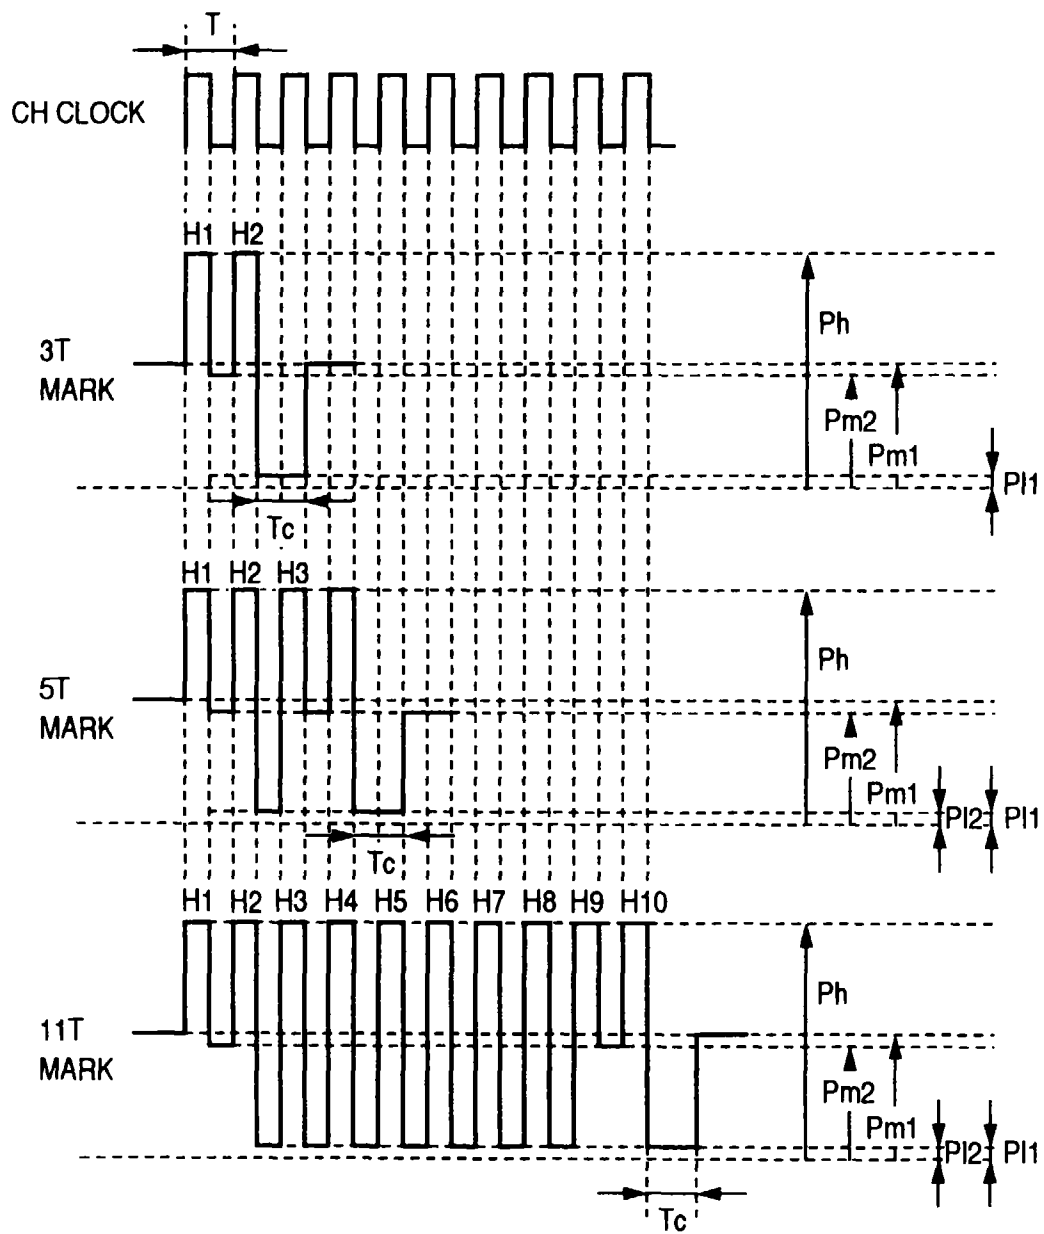 T
CH CLOCK
H1 H2
3T
MARK
Ph
Pm2
Pm1
Pl1
Tc
H1 H2 H3
5T
MARK
Ph
Pm2
Pm1
Pl2
Pl1
Tc
H1 H2 H3 H4 H5 H6 H7 H8 H9 H10
11T
MARK
Ph
Pm2
Pm1
Pl2
Pl1
Tc